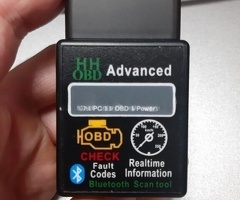 HH
OBD
Advanced
OBD
CHECK
Fault
Codes
Realtime
Information
Bluetooth Scan tool